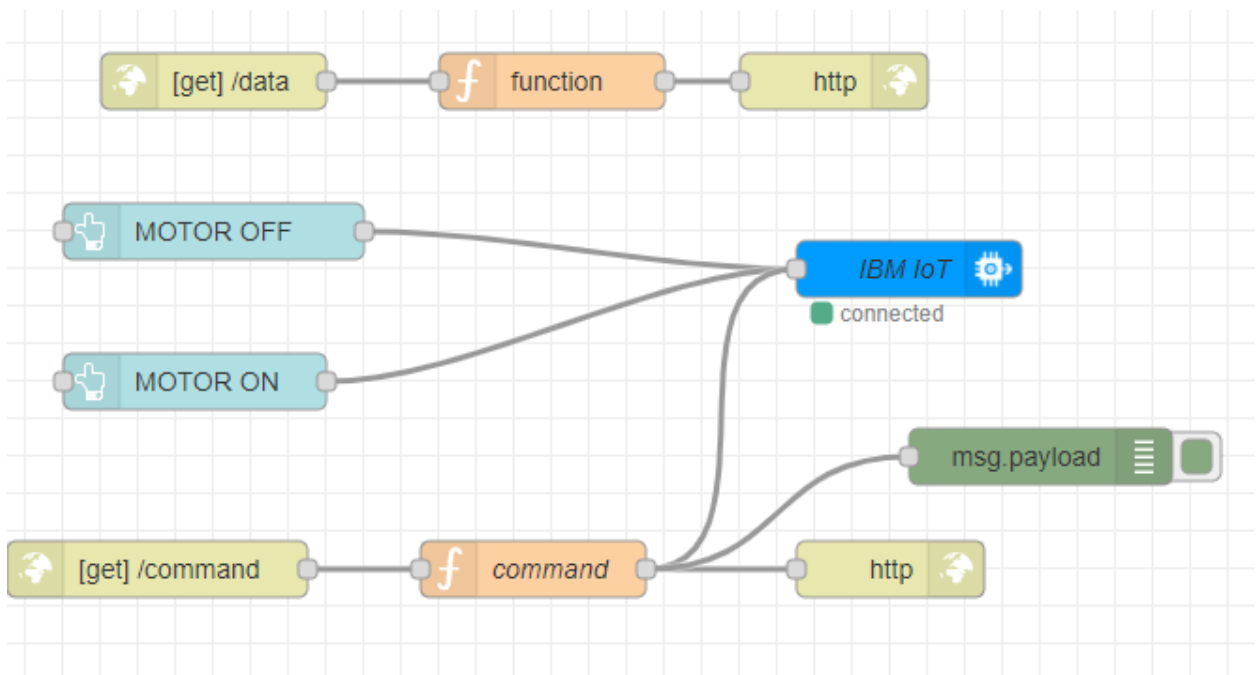 [get] /data
function
http
MOTOR OFF
IBM IoT
connected
MOTOR ON
msg.payload
[get] /command
command
http